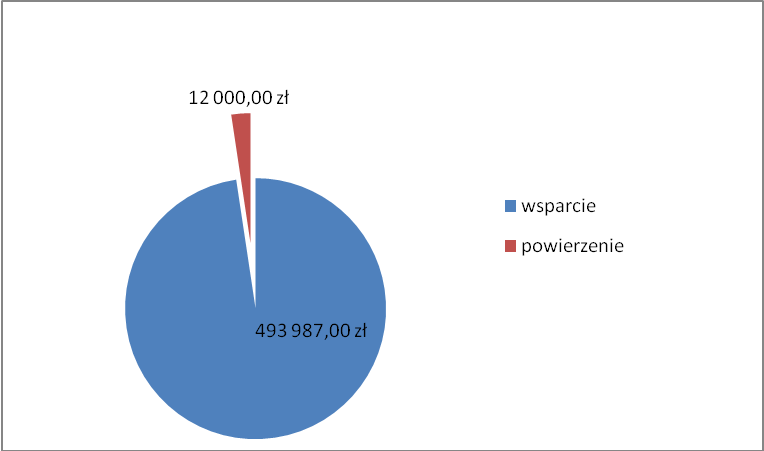 12 000,00 zł
wsparcie
powierzenie
493 987,00 zł